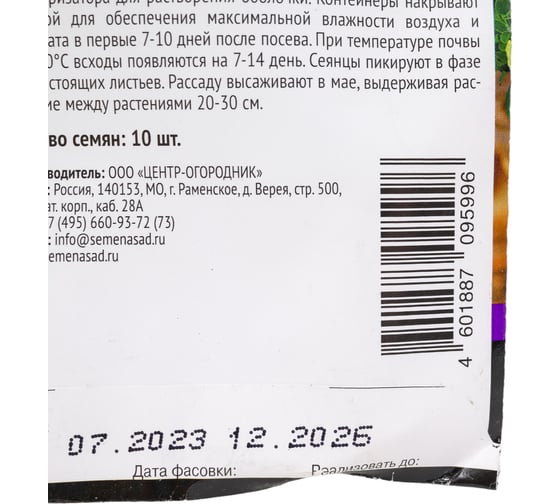 для растворения оболочки. Контейнеры накрывают
для обеспечения максимальной влажности воздуха и
ата в первые 7-10 дней после посева. При температуре почвы
0°С всходы появляются на 7-14 день. Сеянцы пикируют в фазе
стоящих листьев. Рассаду высаживают в мае, выдерживая рас-
ие между растениями 20-30 см.
во семян: 10 шт.
зводитель: ООО «ЦЕНТР-ОГОРОДНИК»
: Россия, 140153, МО, г. Раменское, д. Верея, стр. 500,
ат. корп., каб. 28А
7 (495) 660-93-72 (73)
: info@semenasad.ru
emenasad.ru
4 601887 095996
07.2023 12.2026
Дата фасовки: Реализовать до: